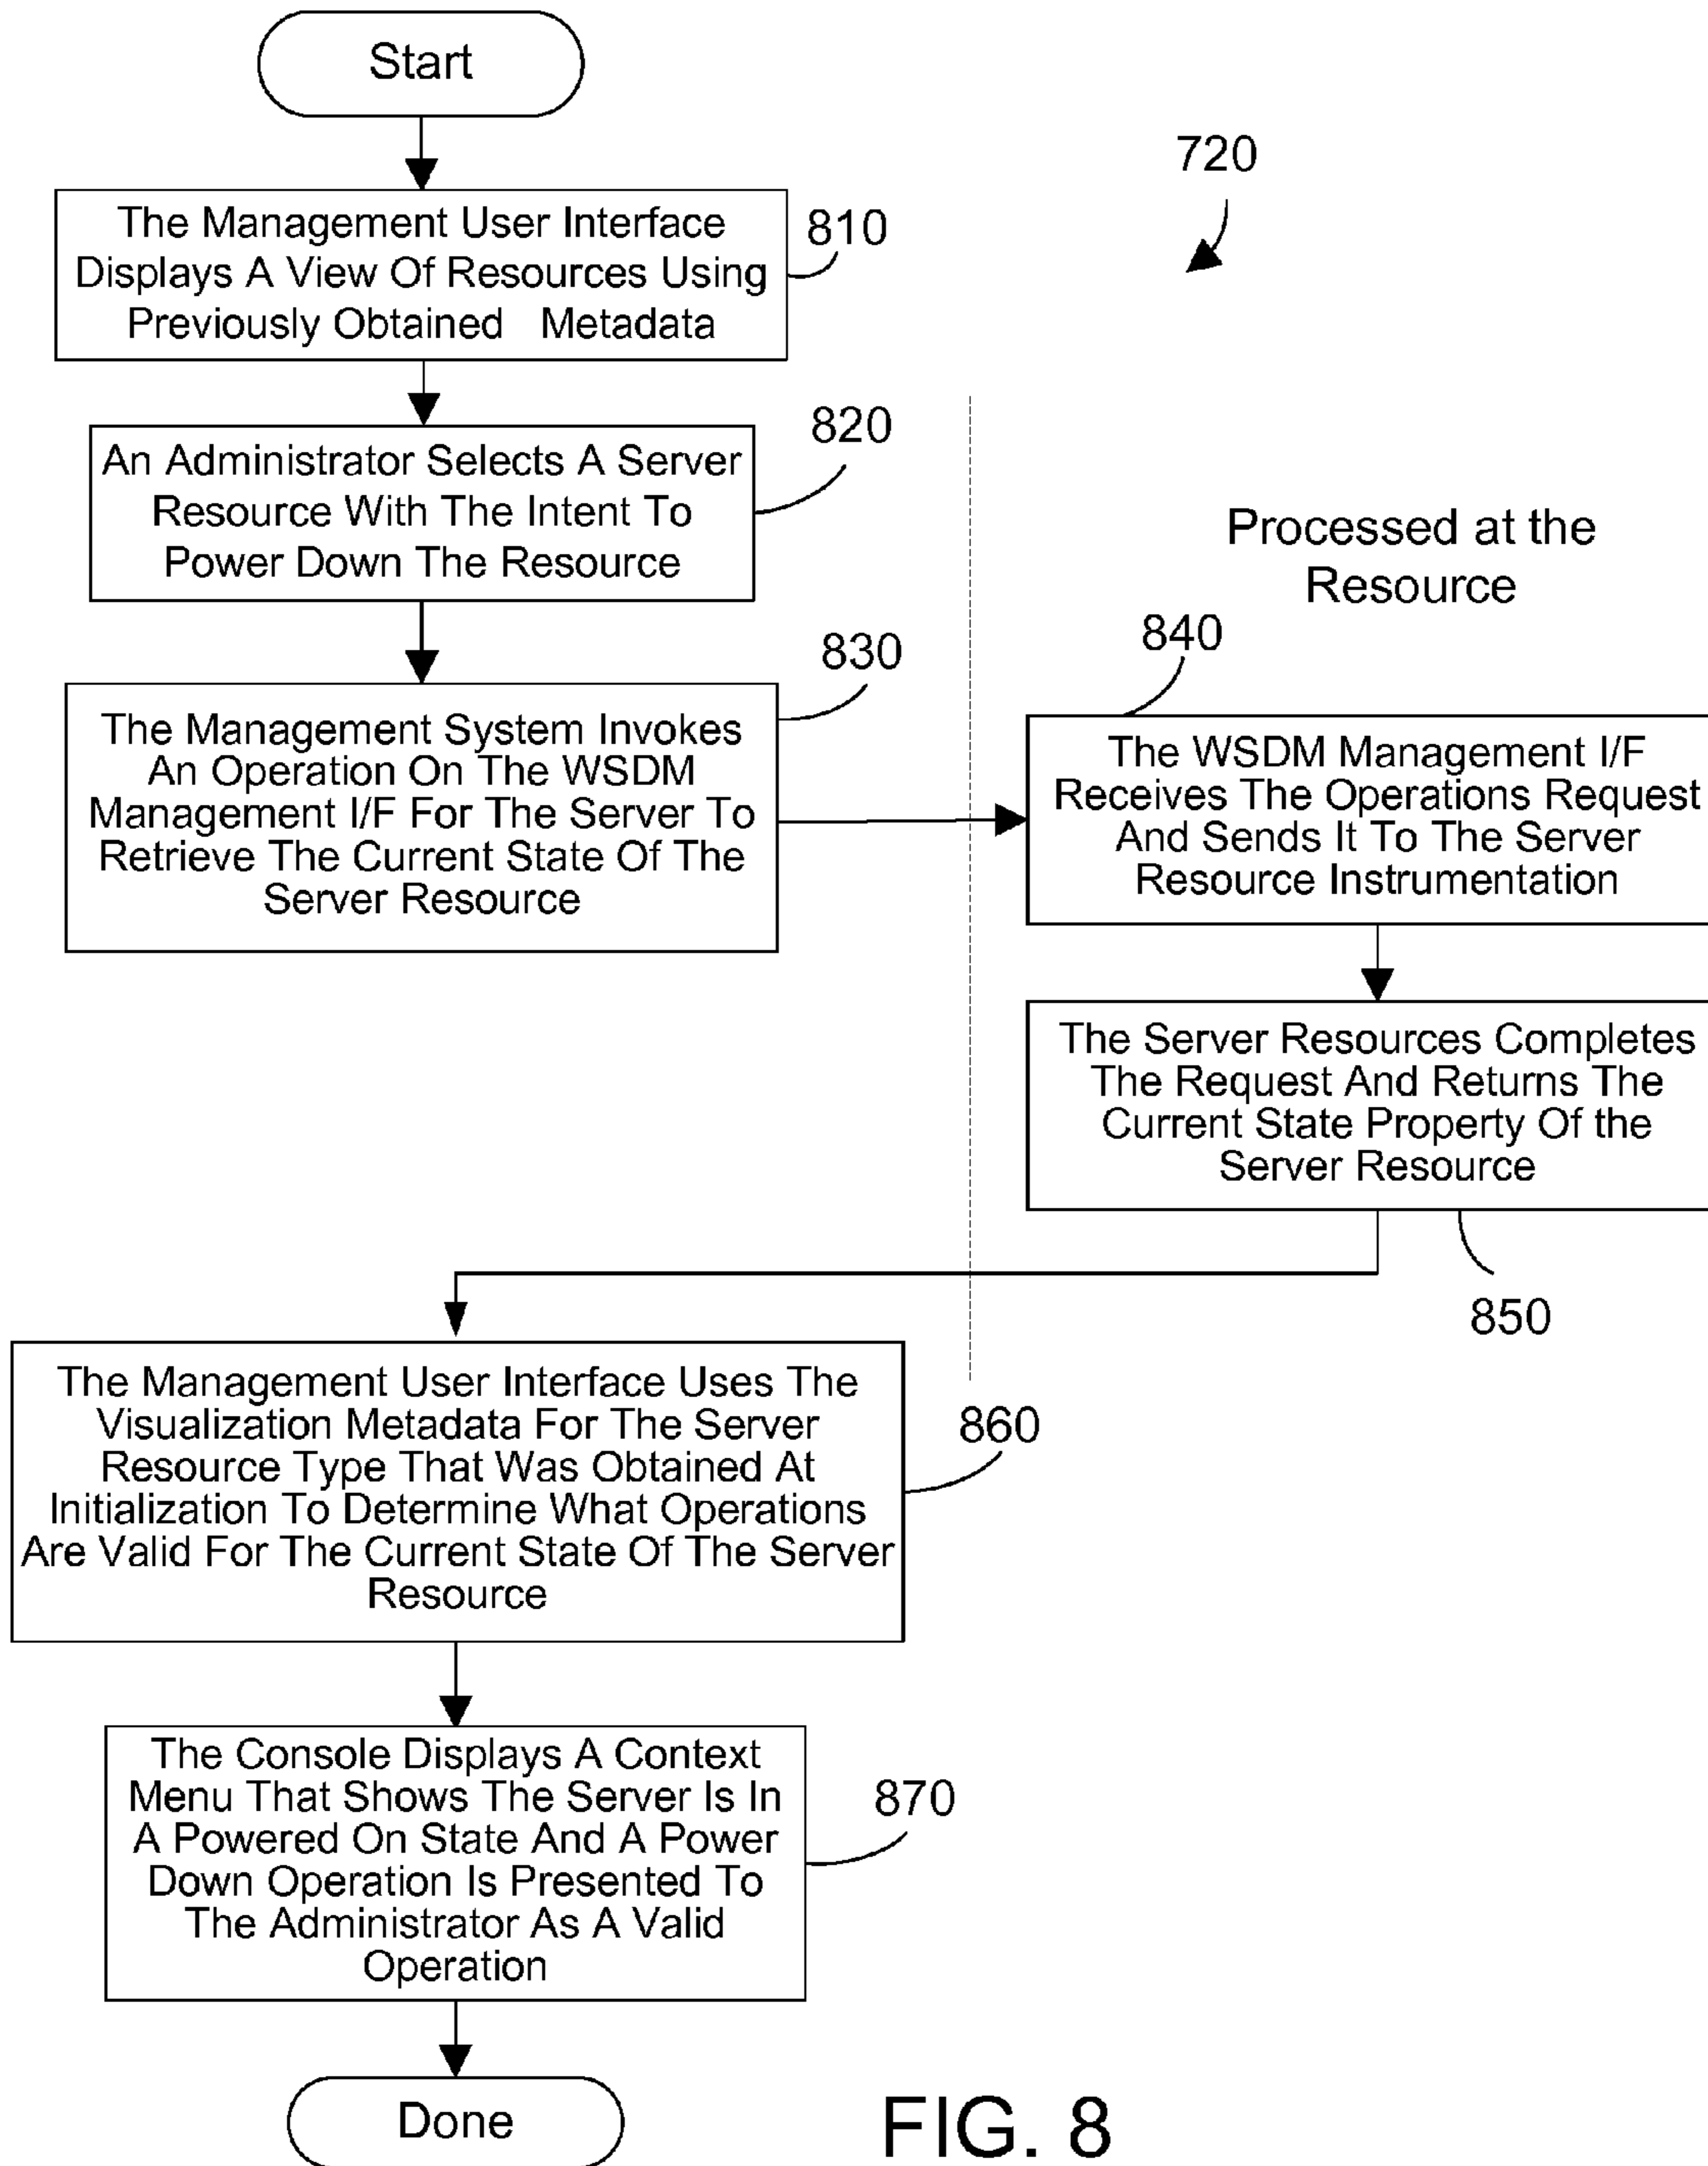 Start
720
The Management User Interface
Displays A View Of Resources Using
Previously Obtained Metadata
810
An Administrator Selects A Server
Resource With The Intent To
Power Down The Resource
820
Processed at the
Resource
The Management System Invokes
An Operation On The WSDM
Management I/F For The Server To
Retrieve The Current State Of The
Server Resource
830
840
The WSDM Management I/F
Receives The Operations Request
And Sends It To The Server
Resource Instrumentation
The Server Resources Completes
The Request And Returns The
Current State Property Of the
Server Resource
850
The Management User Interface Uses The
Visualization Metadata For The Server
Resource Type That Was Obtained At
Initialization To Determine What Operations
Are Valid For The Current State Of The Server
Resource
860
The Console Displays A Context
Menu That Shows The Server Is In
A Powered On State And A Power
Down Operation Is Presented To
The Administrator As A Valid
Operation
870
Done
FIG. 8